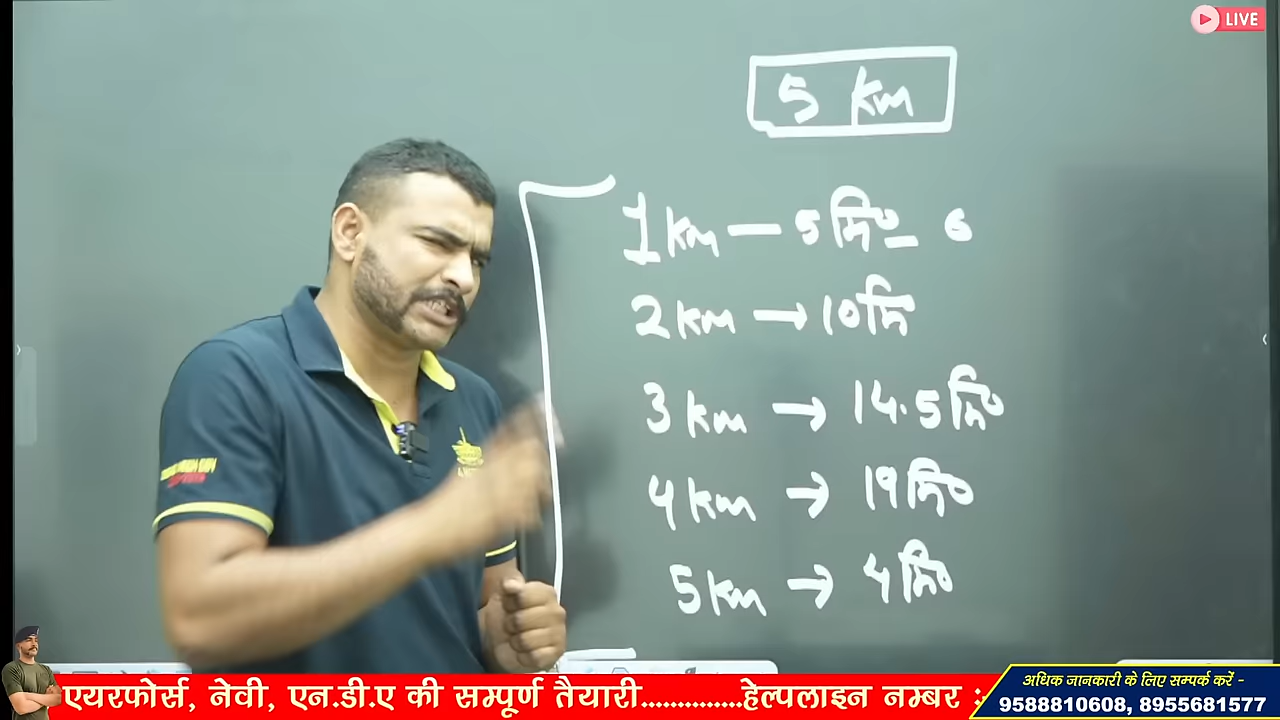 LIVE
5 Km
1 Km — 5 मि० – 6
2 Km → 10 मि
3 Km → 14.5 मि०
4 Km → 19 मि०
5 Km → 4 मि०
एयरफोर्स, नेवी, एन.डी.ए की सम्पूर्ण तैयारी..............हेल्पलाइन नम्बर :-
अधिक जानकारी के लिए सम्पर्क करें -
9588810608, 8955681577